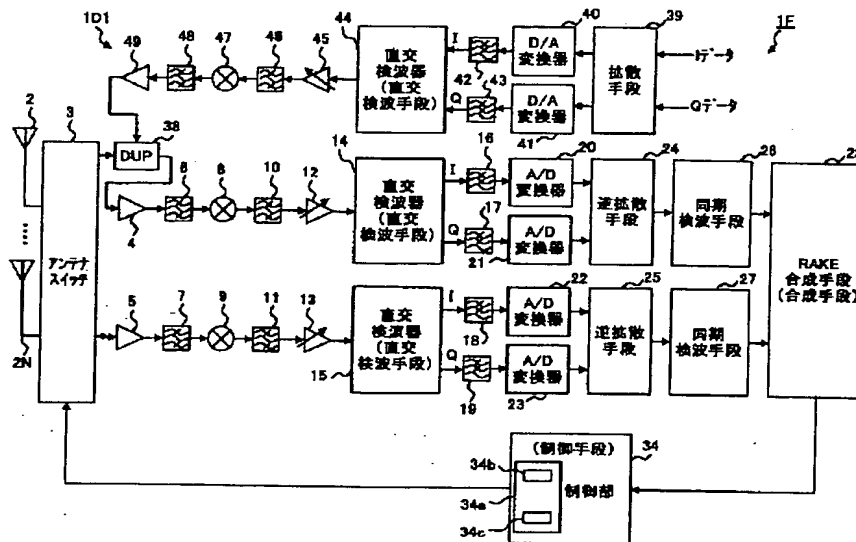 1D1
1E
49
48
47
46
45
44
直交
検波器
(直交
検波手段)
I
Q
42
43
40
D/A
変換器
D/A
変換器
41
39
拡散
手段
Iデータ
Qデータ
2
3
38
DUP
2N
アンテナ
スイッチ
4
6
8
10
12
14
直交
検波器
(直交
検波手段)
I
Q
16
17
20
A/D
変換器
A/D
変換器
21
24
逆拡散
手段
26
同期
検波手段
RAKE
合成手段
(合成手段)
5
7
9
11
13
直交
検波器
(直交
検波手段)
15
I
Q
18
19
22
A/D
変換器
A/D
変換器
23
25
逆拡散
手段
27
同期
検波手段
(制御手段)
34
34b
34a
制御部
34c